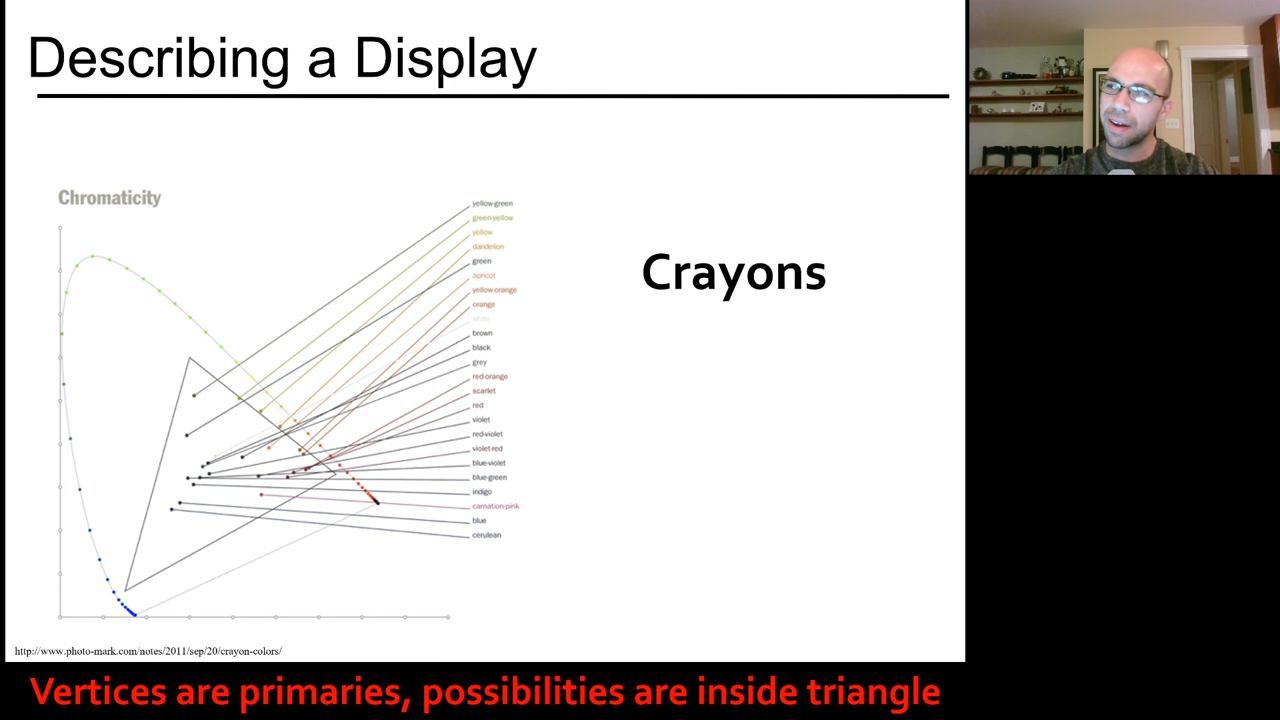 Describing a Display
Chromaticity
yellow-green
green-yellow
yellow
dandelion
green
apricot
yellow-orange
orange
white
brown
black
grey
red-orange
scarlet
red
violet
red-violet
violet-red
blue-violet
blue-green
indigo
carnation-pink
blue
cerulean
Crayons
http://www.photo-mark.com/notes/2011/sep/20/crayon-colors/
Vertices are primaries, possibilities are inside triangle